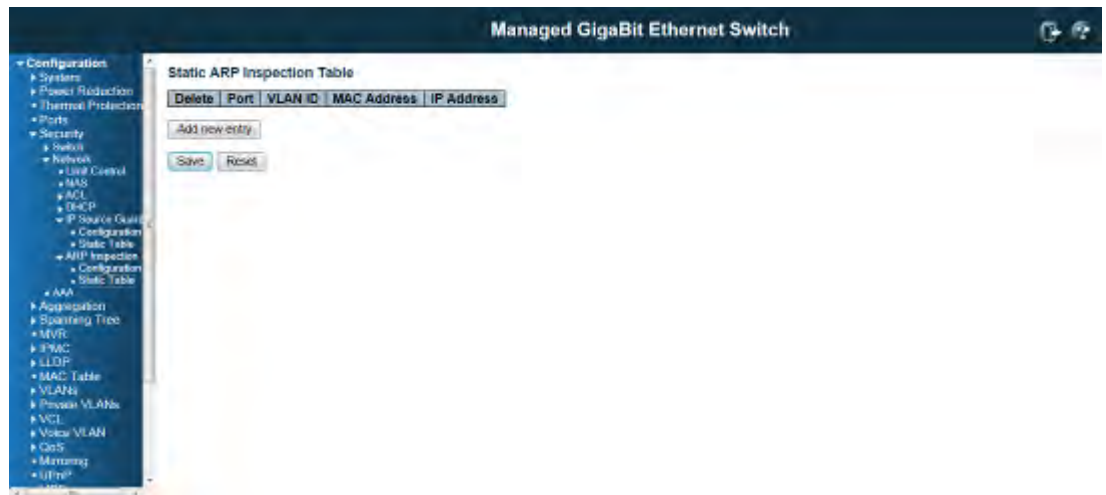 Managed GigaBit Ethernet Switch
Configuration
System
Power Reduction
Thermal Protection
Ports
Security
Switch
Network
Limit Control
NAS
ACL
DHCP
IP Source Guard
Configuration
Static Table
ARP Inspection
Configuration
Static Table
AAA
Aggregation
Spanning Tree
MVR
IPMC
LLDP
MAC Table
VLANs
Private VLANs
VCL
Voice VLAN
QoS
Mirroring
UPnP
Static ARP Inspection Table
Delete Port VLAN ID MAC Address IP Address
Add new entry
Save Reset